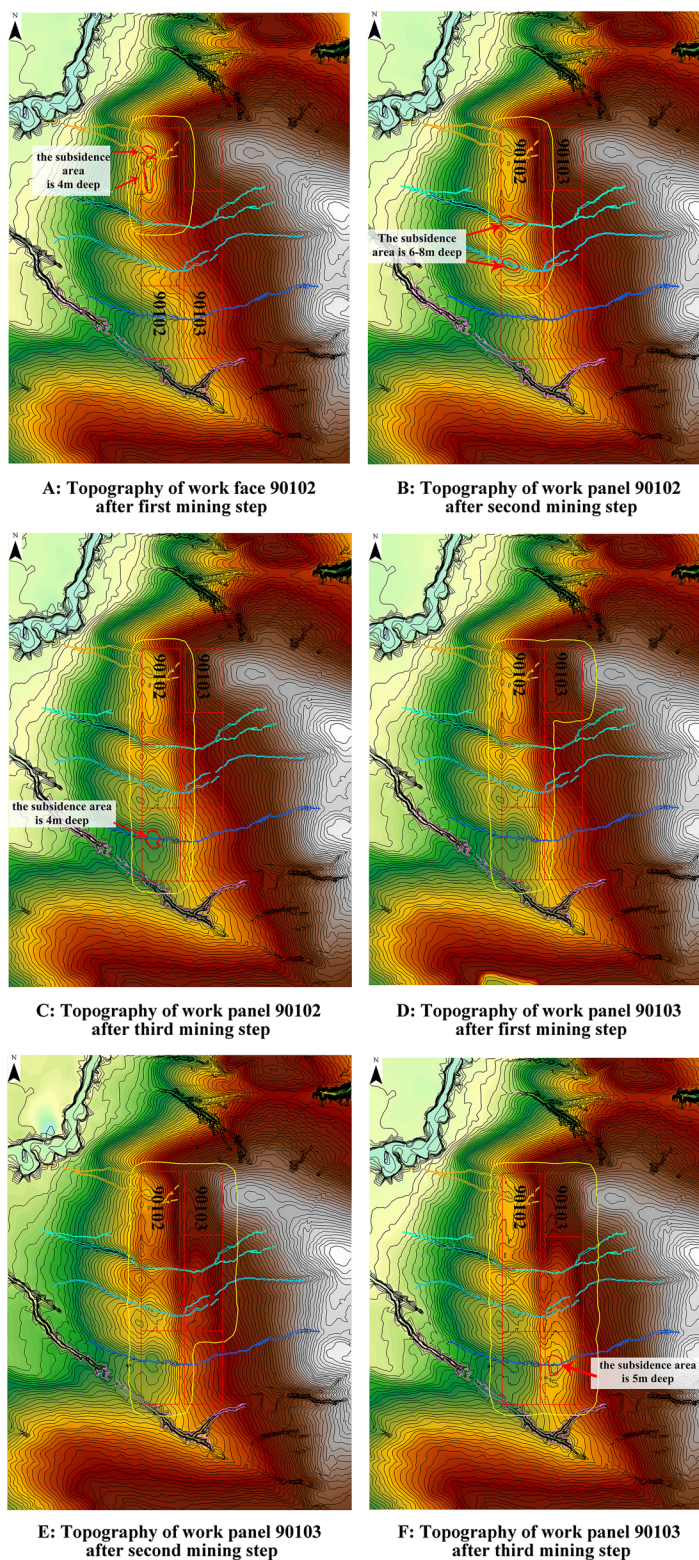 N
the subsidence
area
is 4m deep
90102
90103
A: Topography of work face 90102
after first mining step
N
90102
90103
The subsidence
area is 6-8m deep
B: Topography of work panel 90102
after second mining step
N
90102
90103
the subsidence area
is 4m deep
C: Topography of work panel 90102
after third mining step
N
90102
90103
D: Topography of work panel 90103
after first mining step
N
90102
90103
E: Topography of work panel 90103
after second mining step
N
90102
90103
the subsidence area
is 5m deep
F: Topography of work panel 90103
after third mining step